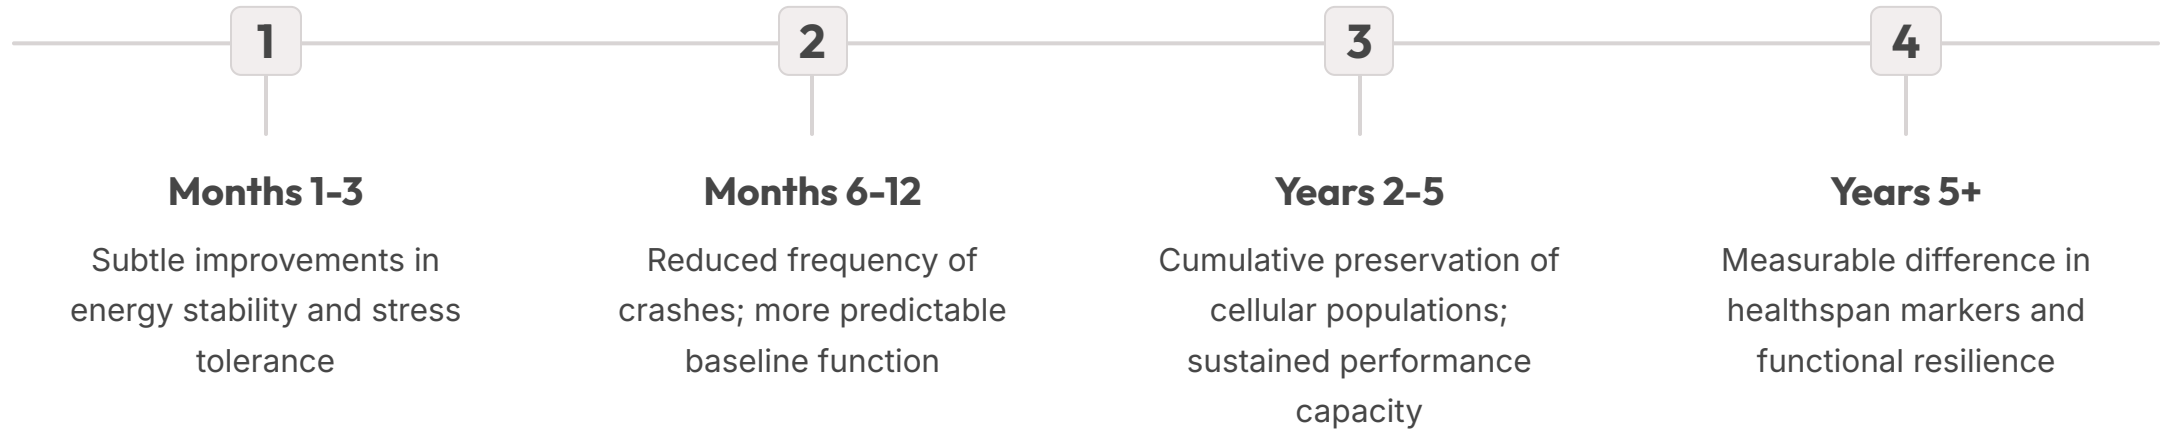 1
Months 1-3
Subtle improvements in
energy stability and stress
tolerance
2
Months 6-12
Reduced frequency of
crashes; more predictable
baseline function
3
Years 2-5
Cumulative preservation of
cellular populations;
sustained performance
capacity
4
Years 5+
Measurable difference in
healthspan markers and
functional resilience